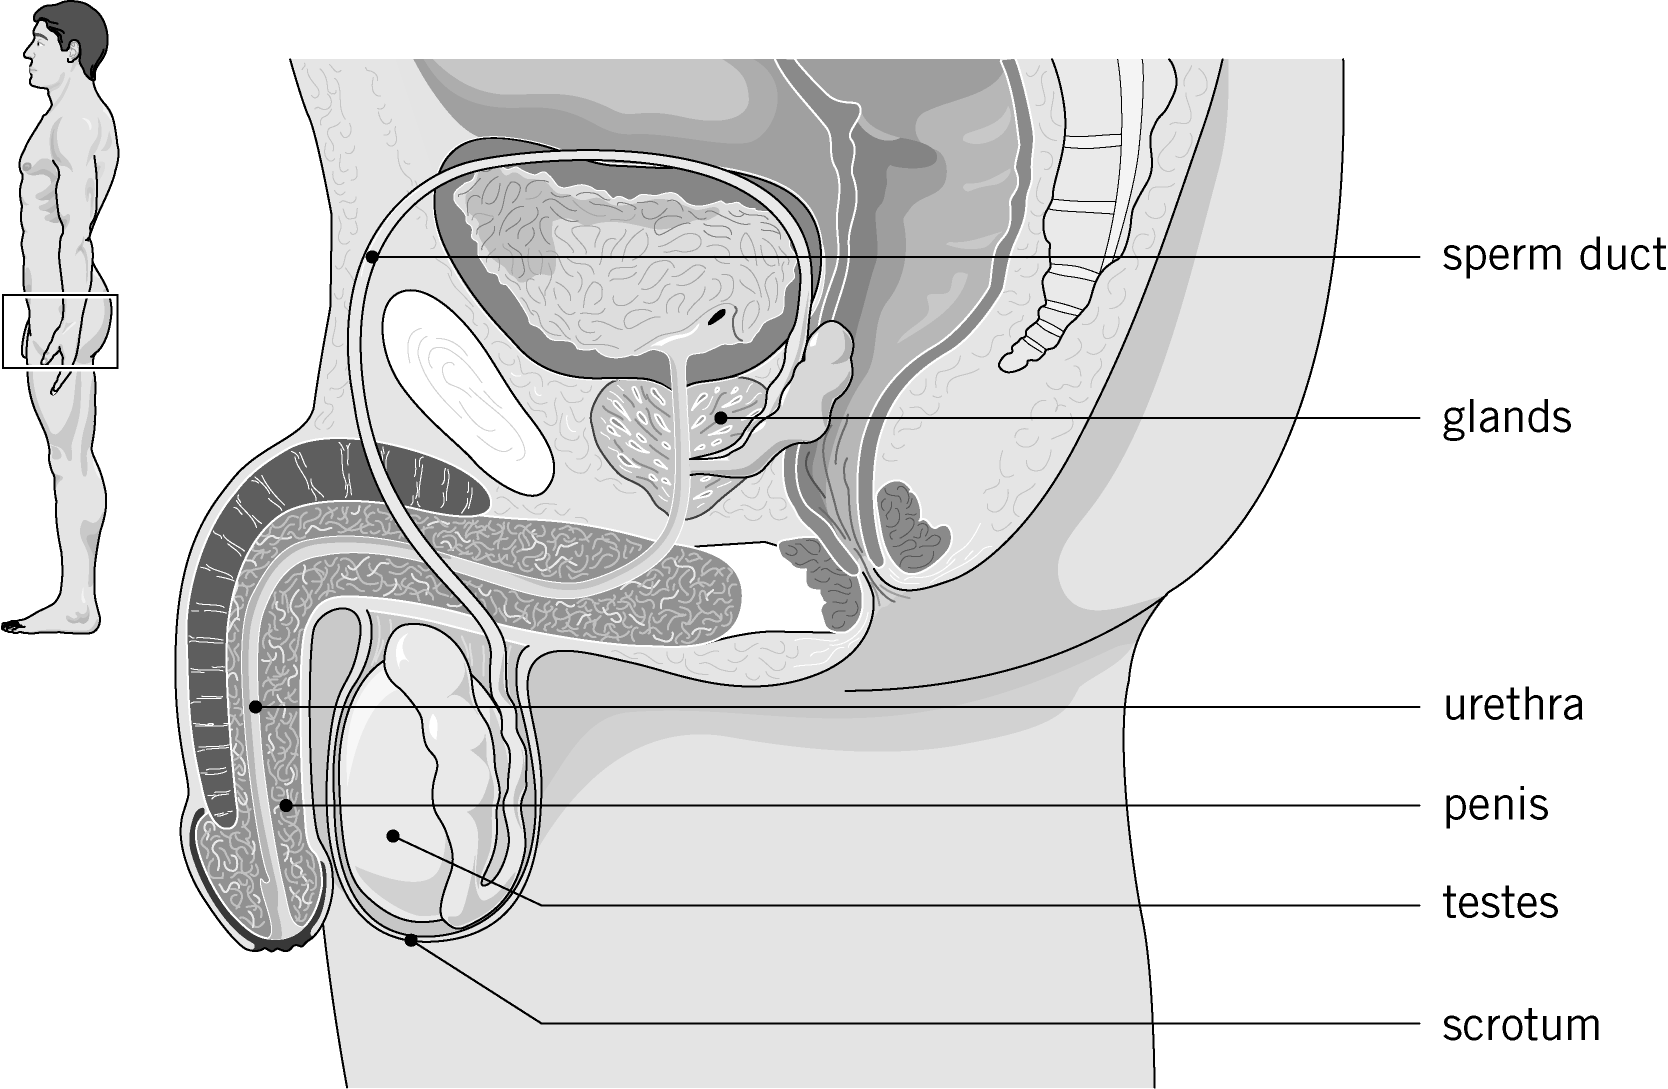 sperm duct
glands
urethra
penis
testes
scrotum